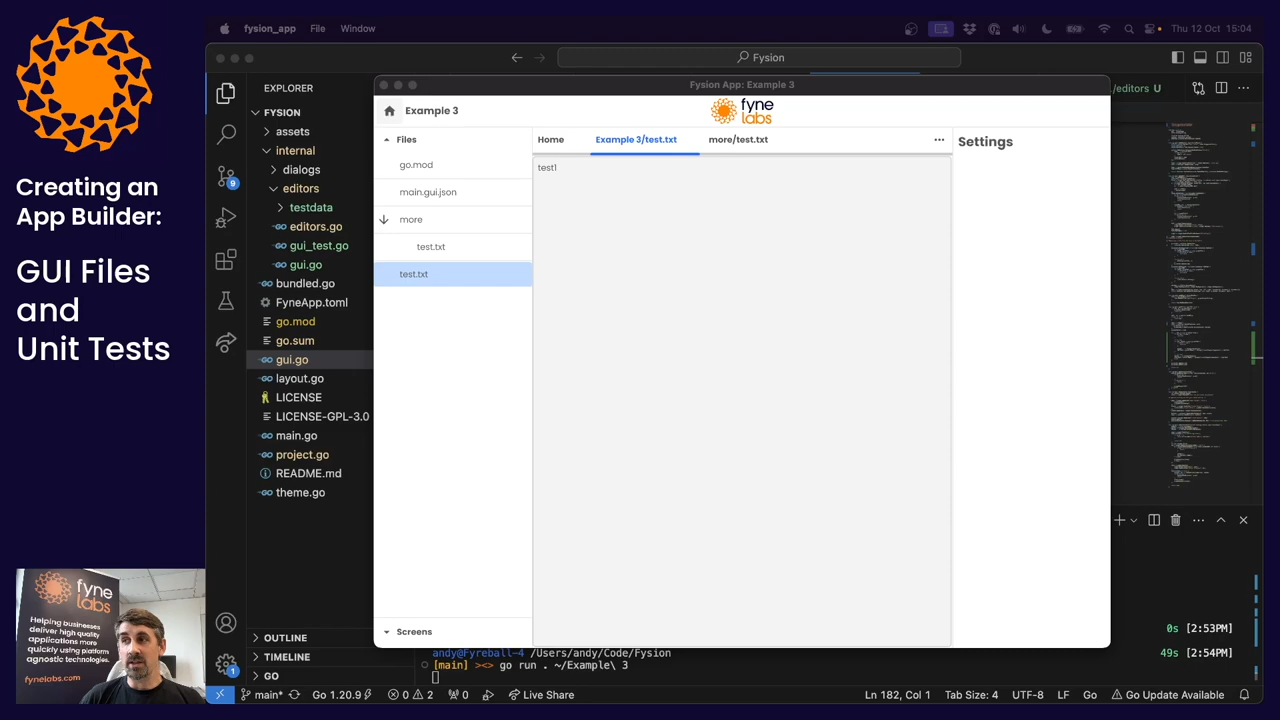 Creating an
App Builder:
GUI Files
and
Unit Tests
fyne
labs
Helping businesses
deliver high quality
applications more
quickly using platform
agnostic technologies.
fynelabs.com
fysion_app File Window
Thu 12 Oct 15:04
Fysion
EXPLORER
FYSION
assets
internal
dialogs
editors
testdata
editors.go
gui_test.go
gui.go
bundled.go
FyneApp.toml
go.mod
go.sum
gui.go
layout.go
LICENSE
LICENSE-GPL-3.0
main.go
project.go
README.md
theme.go
OUTLINE
TIMELINE
GO
9
1
/editors U
Fysion App: Example 3
Example 3
fyne
labs
Files
go.mod
main.gui.json
more
test.txt
test.txt
Screens
Home Example 3/test.txt more/test.txt ...
test1
Settings
0s [2:53PM]
andy@Fyreball-4 /Users/andy/Code/Fysion
49s [2:54PM]
[main] ><> go run . ~/Example\ 3
main* Go 1.20.9 0 2 0 Live Share
Ln 182, Col 1 Tab Size: 4 UTF-8 LF Go Go Update Available